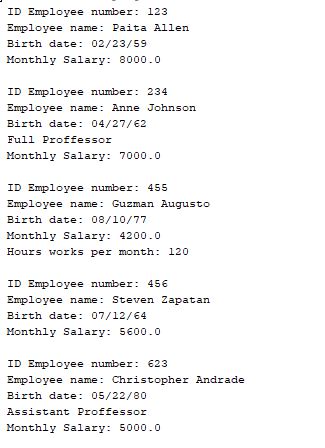 ID Employee number: 123
Employee name: Paita Allen
Birth date: 02/23/59
Monthly Salary: 8000.0
ID Employee number: 234
Employee name: Anne Johnson
Birth date: 04/27/62
Full Proffessor
Monthly Salary: 7000.0
ID Employee number: 455
Employee name: Guzman Augusto
Birth date: 08/10/77
Monthly Salary: 4200.0
Hours works per month: 120
ID Employee number: 456
Employee name: Steven Zapatan
Birth date: 07/12/64
Monthly Salary: 5600.0
ID Employee number: 623
Employee name: Christopher Andrade
Birth date: 05/22/80
Assistant Proffessor
Monthly Salary: 5000.0